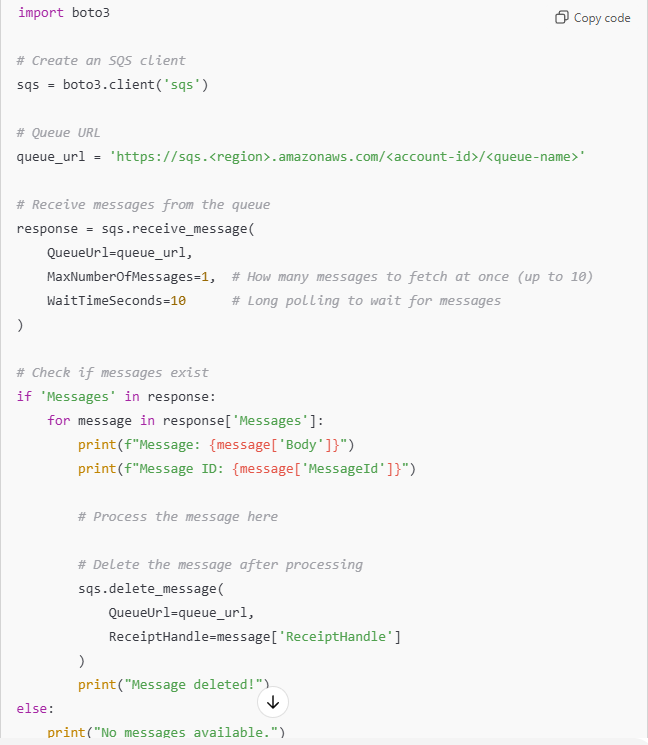 import boto3
Copy code
# Create an SQS client
sqs = boto3.client('sqs')
# Queue URL
queue_url = 'https://sqs.<region>.amazonaws.com/<account-id>/<queue-name>'
# Receive messages from the queue
response = sqs.receive_message(
    QueueUrl=queue_url,
    MaxNumberOfMessages=1,  # How many messages to fetch at once (up to 10)
    WaitTimeSeconds=10      # Long polling to wait for messages
)
# Check if messages exist
if 'Messages' in response:
    for message in response['Messages']:
        print(f"Message: {message['Body']}")
        print(f"Message ID: {message['MessageId']}")
        # Process the message here
        # Delete the message after processing
        sqs.delete_message(
            QueueUrl=queue_url,
            ReceiptHandle=message['ReceiptHandle']
        )
        print("Message deleted!")
else:
    print("No messages available.")